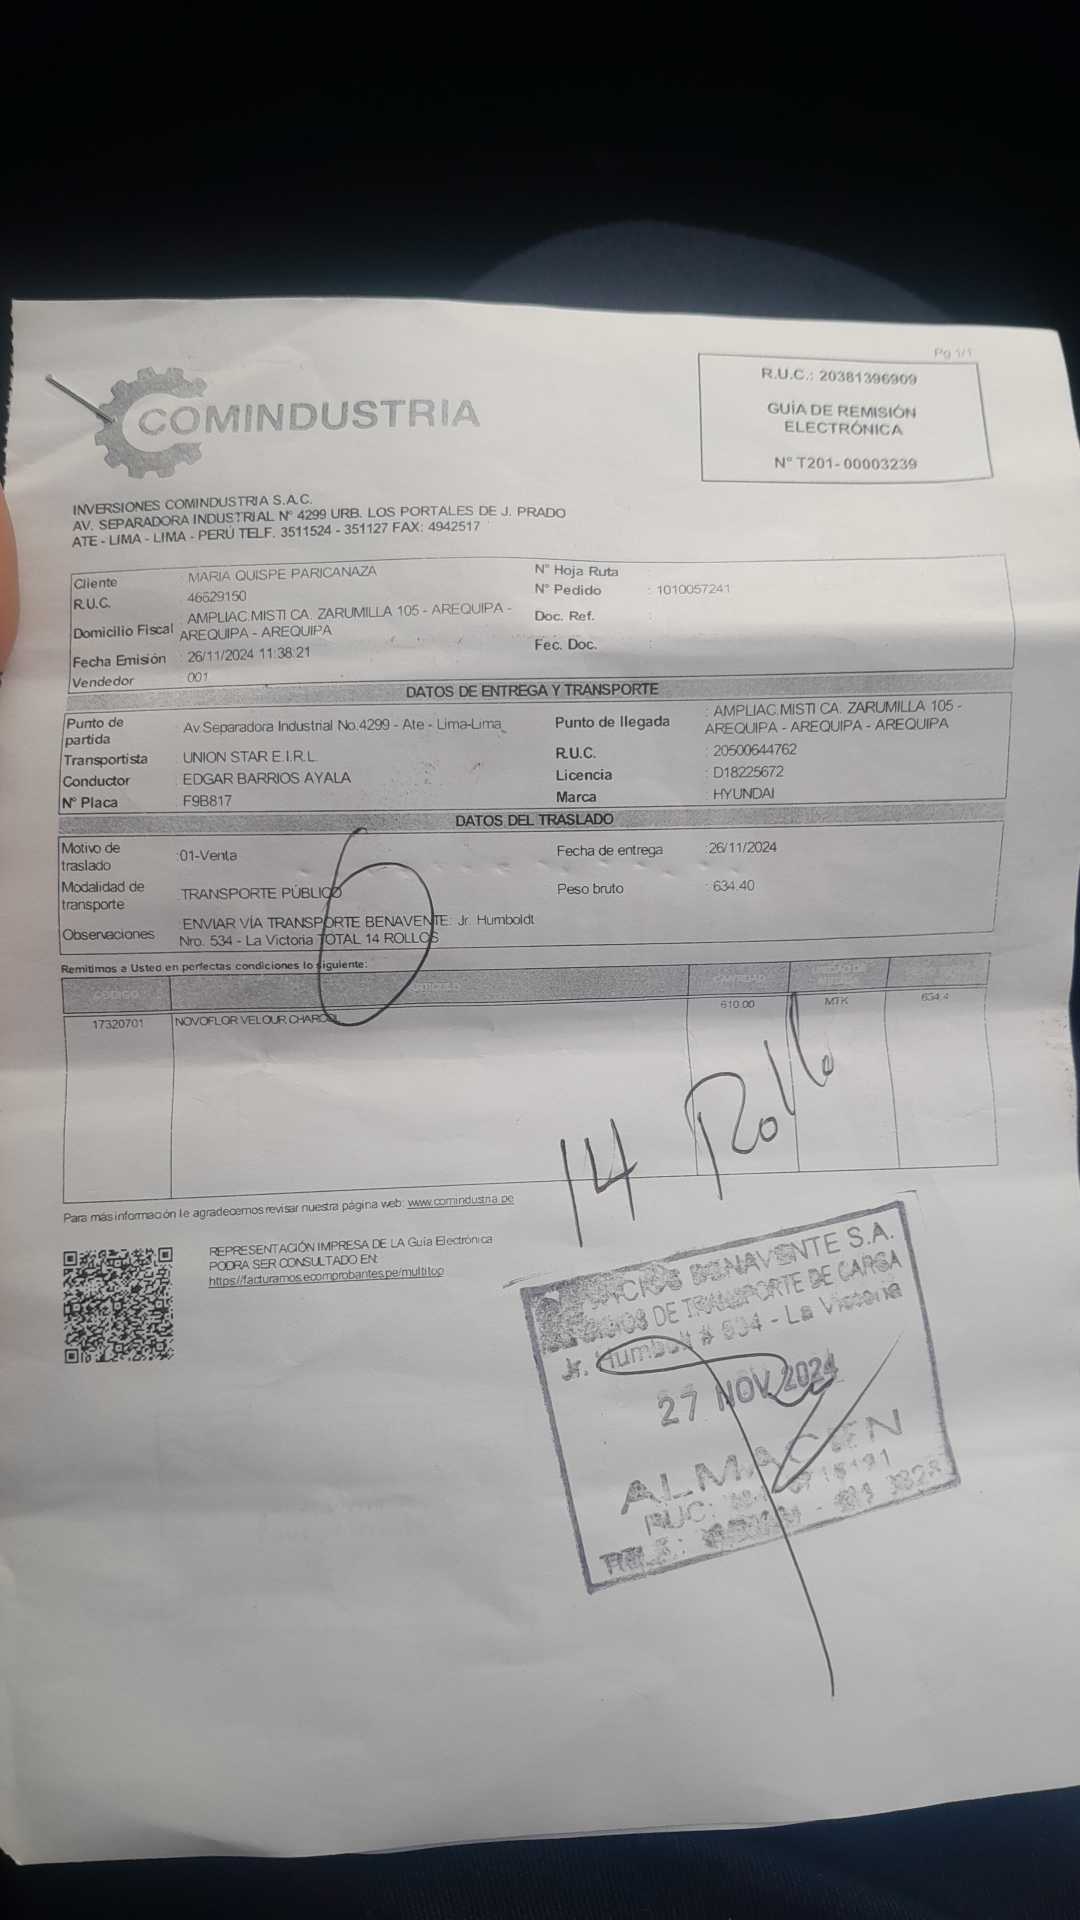 Pg 1/1
R.U.C.: 20381396909
GUÍA DE REMISIÓN
ELECTRÓNICA
N° T201- 00003239
COMINDUSTRIA
INVERSIONES COMINDUSTRIA S.A.C.
AV. SEPARADORA INDUSTRIAL N° 4299 URB. LOS PORTALES DE J. PRADO
ATE - LIMA - LIMA - PERÚ TELF. 3511524 - 351127 FAX: 4942517
Cliente : MARIA QUISPE PARICANAZA
R.U.C. : 46629150
Domicilio Fiscal : AMPLIAC.MISTI CA. ZARUMILLA 105 - AREQUIPA -
AREQUIPA - AREQUIPA
Fecha Emisión : 26/11/2024 11:38:21
Vendedor : 001
N° Hoja Ruta :
N° Pedido : 1010057241
Doc. Ref. :
Fec. Doc. :
DATOS DE ENTREGA Y TRANSPORTE
Punto de
partida : Av.Separadora Industrial No.4299 - Ate - Lima-Lima
Transportista : UNION STAR E.I.R.L.
Conductor : EDGAR BARRIOS AYALA
N° Placa : F9B817
Punto de llegada : AMPLIAC.MISTI CA. ZARUMILLA 105 -
AREQUIPA - AREQUIPA - AREQUIPA
R.U.C. : 20500644762
Licencia : D18225672
Marca : HYUNDAI
DATOS DEL TRASLADO
Motivo de
traslado :01-Venta
Modalidad de
transporte : TRANSPORTE PÚBLICO
Observaciones : ENVIAR VÍA TRANSPORTE BENAVENTE: Jr. Humboldt
Nro. 534 - La Victoria TOTAL 14 ROLLOS
Fecha de entrega :26/11/2024
Peso bruto : 634.40
6
Remitimos a Usted en perfectas condiciones lo siguiente:
CÓDIGO CANTIDAD
17320701 NOVOFLOR VELOUR CHARCOL 610.00 MTK 634.4
14 Rollo
Para más información le agradecemos revisar nuestra página web: www.comindustria.pe
REPRESENTACIÓN IMPRESA DE LA Guía Electrónica
PODRA SER CONSULTADO EN:
https://facturamos.ecomprobantes.pe/multitop
BENAVENTE S.A.
DE TRANSPORTE DE CARGA
Jr. Humbolt # 534 - La Victoria
27 NOV 2024
ALMACEN
RUC: